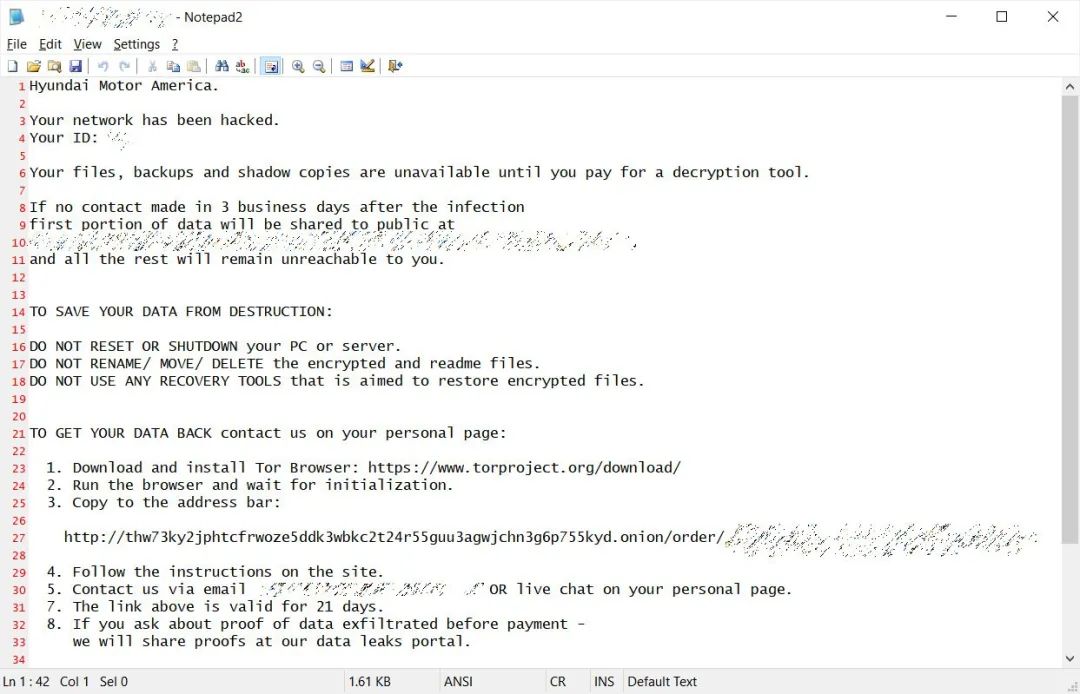 - Notepad2
File Edit View Settings ?
1 Hyundai Motor America.
2
3 Your network has been hacked.
4 Your ID:
5
6 Your files, backups and shadow copies are unavailable until you pay for a decryption tool.
7
8 If no contact made in 3 business days after the infection
9 first portion of data will be shared to public at
10
11 and all the rest will remain unreachable to you.
12
13
14 TO SAVE YOUR DATA FROM DESTRUCTION:
15
16 DO NOT RESET OR SHUTDOWN your PC or server.
17 DO NOT RENAME/ MOVE/ DELETE the encrypted and readme files.
18 DO NOT USE ANY RECOVERY TOOLS that is aimed to restore encrypted files.
19
20
21 TO GET YOUR DATA BACK contact us on your personal page:
22
23 1. Download and install Tor Browser: https://www.torproject.org/download/
24 2. Run the browser and wait for initialization.
25 3. Copy to the address bar:
26
27 http://thw73ky2jphtcfrwoze5ddk3wbkc2t24r55guu3agwjchn3g6p755kyd.onion/order/
28
29 4. Follow the instructions on the site.
30 5. Contact us via email OR live chat on your personal page.
31 7. The link above is valid for 21 days.
32 8. If you ask about proof of data exfiltrated before payment -
33 we will share proofs at our data leaks portal.
34
Ln 1 : 42 Col 1 Sel 0 1.61 KB ANSI CR INS Default Text